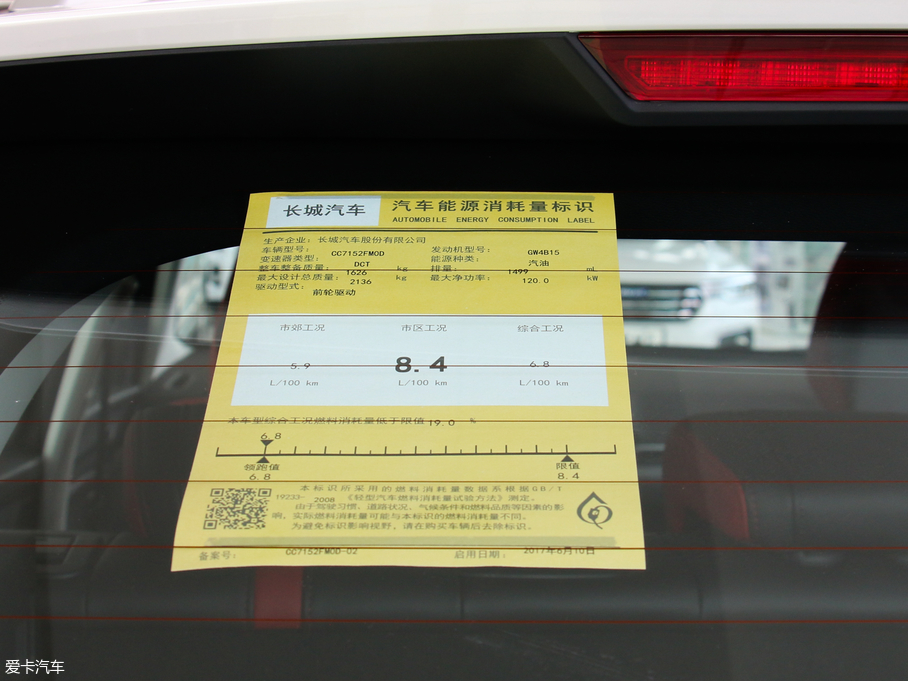 长城汽车
汽车能源消耗量标识
AUTOMOBILE ENERGY CONSUMPTION LABEL
生产企业: 长城汽车股份有限公司
车辆型号: CC7152FMOD 发动机型号: GW4B15
变速器类型: DCT 能源种类: 汽油
整车整备质量: 1626 kg 排量: 1499 mL
最大设计总质量: 2136 kg 最大净功率: 120.0 kW
驱动型式: 前轮驱动
市郊工况 市区工况 综合工况
5.9 8.4 6.8
L/100 km L/100 km L/100 km
本车型综合工况燃料消耗量低于限值 19.0 %
6.8
领跑值 限值
6.8 8.4
本标识所采用的燃料消耗量数据系根据GB/T
19233-2008《轻型汽车燃料消耗量试验方法》测定。
由于驾驶习惯、道路状况、气候条件和燃料品质等因素的影
响,实际燃料消耗量可能与本标识的燃料消耗量不同。
为避免标识影响视野,请在购买车辆后去除标识。
备案号: CC7152FMOD-02 启用日期: 2017年6月10日
爱卡汽车